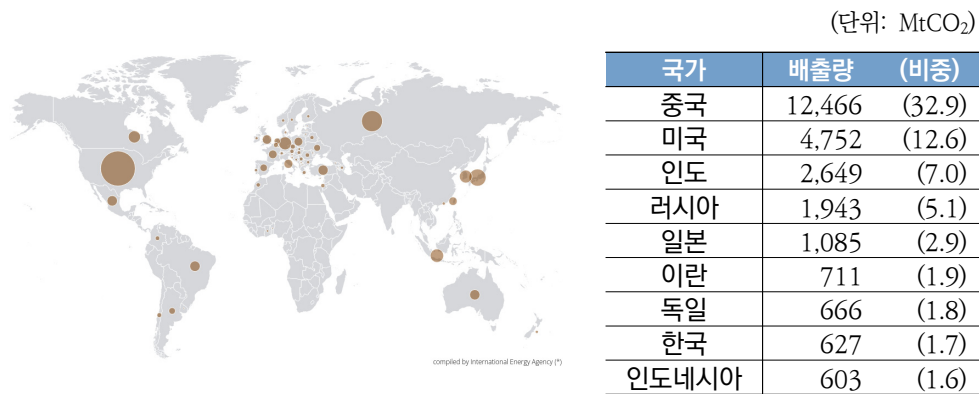 (단위: MtCO₂)
국가 배출량 (비중)
중국 12,466 (32.9)
미국 4,752 (12.6)
인도 2,649 (7.0)
러시아 1,943 (5.1)
일본 1,085 (2.9)
이란 711 (1.9)
독일 666 (1.8)
한국 627 (1.7)
인도네시아 603 (1.6)
compiled by International Energy Agency (*)